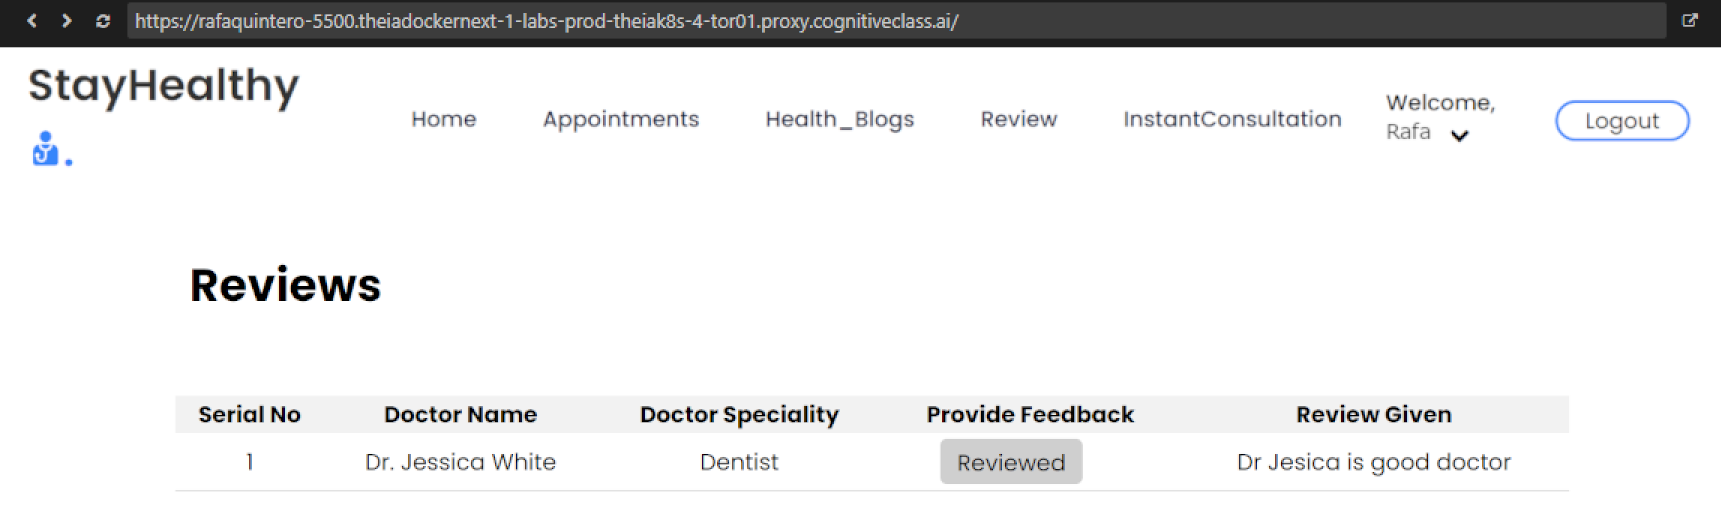 https://rafaquintero-5500.theiadockernext-1-labs-prod-theiak8s-4-tor01.proxy.cognitiveclass.ai/
StayHealthy
Home Appointments Health_Blogs Review InstantConsultation Welcome, Rafa Logout
Reviews
Serial No Doctor Name Doctor Speciality Provide Feedback Review Given
1 Dr. Jessica White Dentist Reviewed Dr Jesica is good doctor